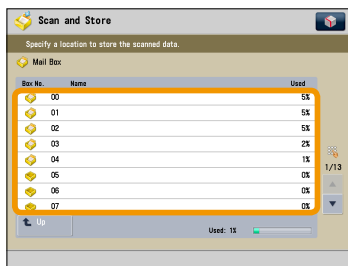 Scan and Store
Specify a location to store the scanned data.
Mail Box
Box No. Name Used
00 5%
01 5%
02 5%
03 2%
04 1%
05 0%
06 0%
07 0%
1/13
Up
Used: 1%